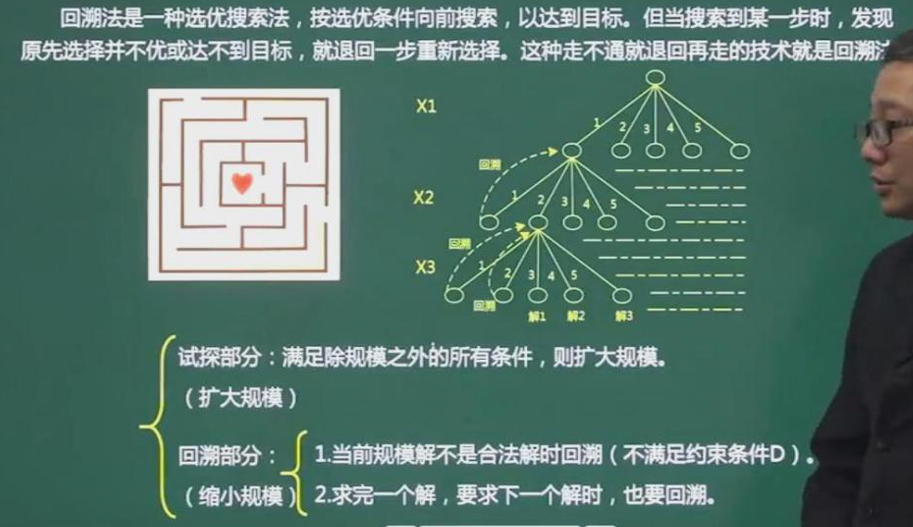 回溯法是一种选优搜索法，按选优条件向前搜索，以达到目标。但当搜索到某一步时，发现
原先选择并不优或达不到目标，就退回一步重新选择。这种走不通就退回再走的技术就是回溯法
X1
1 2 3 4 5
回溯
X2
1 2 3 4 5
回溯
X3
1 2 3 4 5
回溯
解1 解2 解3
试探部分：满足除规模之外的所有条件，则扩大规模。
（扩大规模）
回溯部分：
1.当前规模解不是合法解时回溯（不满足约束条件D）。
（缩小规模）
2.求完一个解，要求下一个解时，也要回溯。